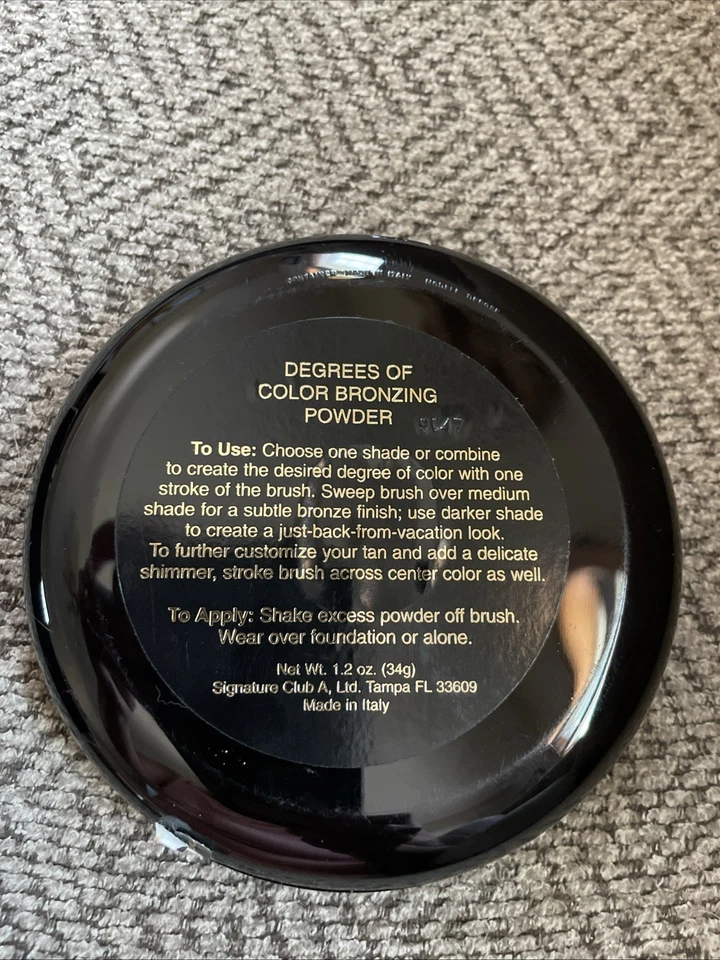 CONTAINER MADE IN ITALY
DEGREES OF
COLOR BRONZING
POWDER
To Use: Choose one shade or combine
to create the desired degree of color with one
stroke of the brush. Sweep brush over medium
shade for a subtle bronze finish; use darker shade
to create a just-back-from-vacation look.
To further customize your tan and add a delicate
shimmer, stroke brush across center color as well.
To Apply: Shake excess powder off brush.
Wear over foundation or alone.
Net Wt. 1.2 oz. (34g)
Signature Club A, Ltd. Tampa FL 33609
Made in Italy